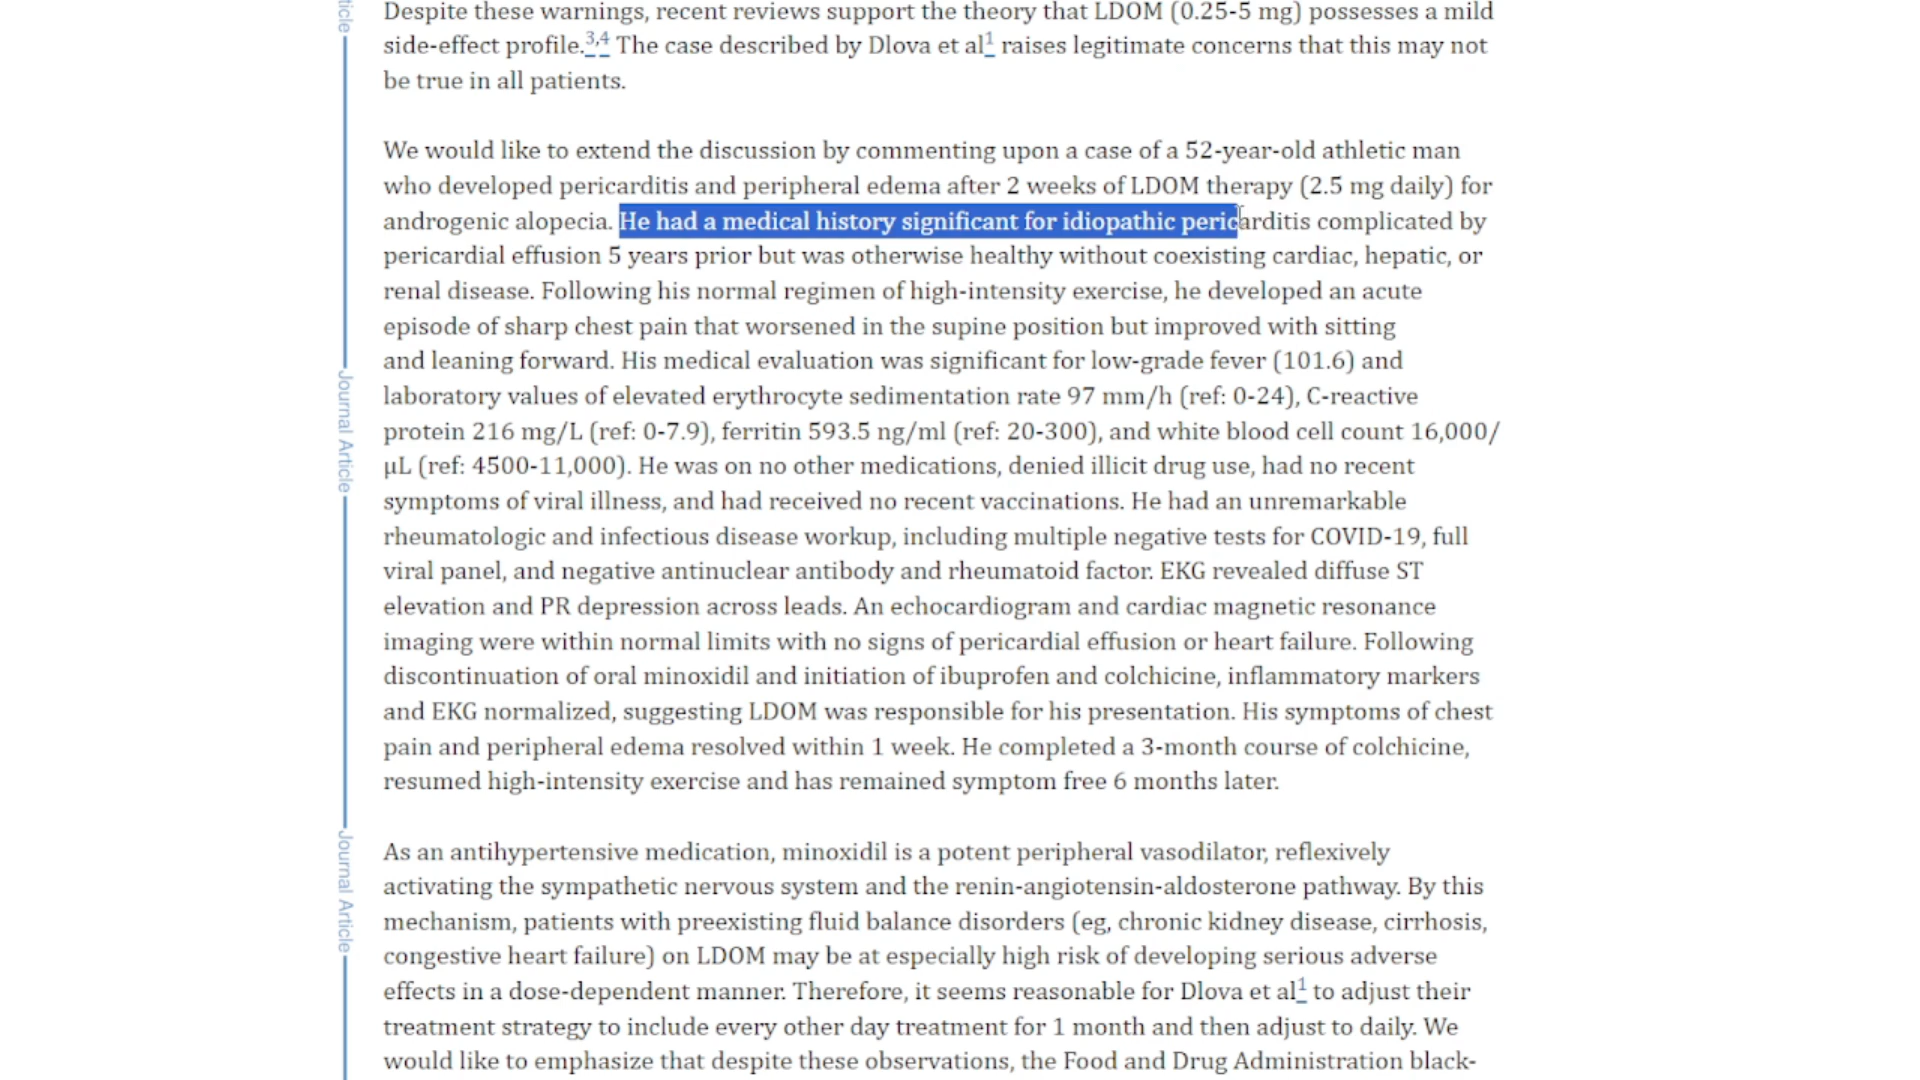 Despite these warnings, recent reviews support the theory that LDOM (0.25-5 mg) possesses a mild
side-effect profile.3,4 The case described by Dlova et al1 raises legitimate concerns that this may not
be true in all patients.
We would like to extend the discussion by commenting upon a case of a 52-year-old athletic man
who developed pericarditis and peripheral edema after 2 weeks of LDOM therapy (2.5 mg daily) for
androgenic alopecia. He had a medical history significant for idiopathic pericarditis complicated by
pericardial effusion 5 years prior but was otherwise healthy without coexisting cardiac, hepatic, or
renal disease. Following his normal regimen of high-intensity exercise, he developed an acute
episode of sharp chest pain that worsened in the supine position but improved with sitting
and leaning forward. His medical evaluation was significant for low-grade fever (101.6) and
laboratory values of elevated erythrocyte sedimentation rate 97 mm/h (ref: 0-24), C-reactive
protein 216 mg/L (ref: 0-7.9), ferritin 593.5 ng/ml (ref: 20-300), and white blood cell count 16,000/
μL (ref: 4500-11,000). He was on no other medications, denied illicit drug use, had no recent
symptoms of viral illness, and had received no recent vaccinations. He had an unremarkable
rheumatologic and infectious disease workup, including multiple negative tests for COVID-19, full
viral panel, and negative antinuclear antibody and rheumatoid factor. EKG revealed diffuse ST
elevation and PR depression across leads. An echocardiogram and cardiac magnetic resonance
imaging were within normal limits with no signs of pericardial effusion or heart failure. Following
discontinuation of oral minoxidil and initiation of ibuprofen and colchicine, inflammatory markers
and EKG normalized, suggesting LDOM was responsible for his presentation. His symptoms of chest
pain and peripheral edema resolved within 1 week. He completed a 3-month course of colchicine,
resumed high-intensity exercise and has remained symptom free 6 months later.
As an antihypertensive medication, minoxidil is a potent peripheral vasodilator, reflexively
activating the sympathetic nervous system and the renin-angiotensin-aldosterone pathway. By this
mechanism, patients with preexisting fluid balance disorders (eg, chronic kidney disease, cirrhosis,
congestive heart failure) on LDOM may be at especially high risk of developing serious adverse
effects in a dose-dependent manner. Therefore, it seems reasonable for Dlova et al1 to adjust their
treatment strategy to include every other day treatment for 1 month and then adjust to daily. We
would like to emphasize that despite these observations, the Food and Drug Administration black-
ticle
Journal Article
Journal Article